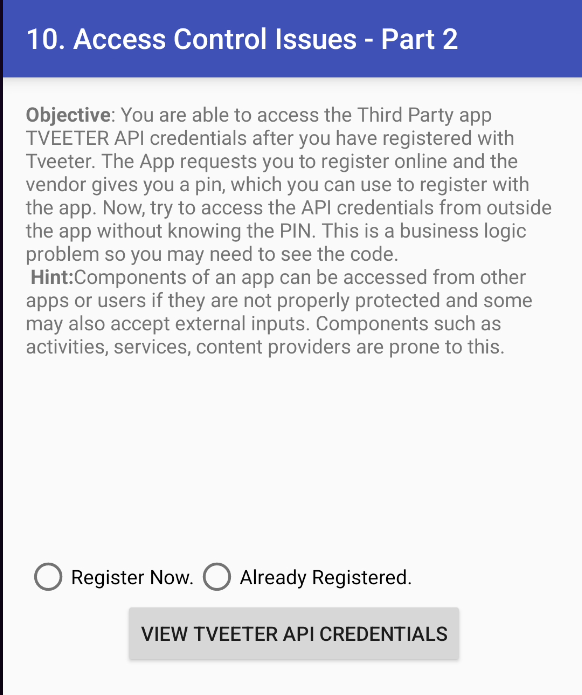 10. Access Control Issues - Part 2
Objective: You are able to access the Third Party app
TVEETER API credentials after you have registered with
Tveeter. The App requests you to register online and the
vendor gives you a pin, which you can use to register with
the app. Now, try to access the API credentials from outside
the app without knowing the PIN. This is a business logic
problem so you may need to see the code.
Hint:Components of an app can be accessed from other
apps or users if they are not properly protected and some
may also accept external inputs. Components such as
activities, services, content providers are prone to this.
Register Now. Already Registered.
VIEW TVEETER API CREDENTIALS